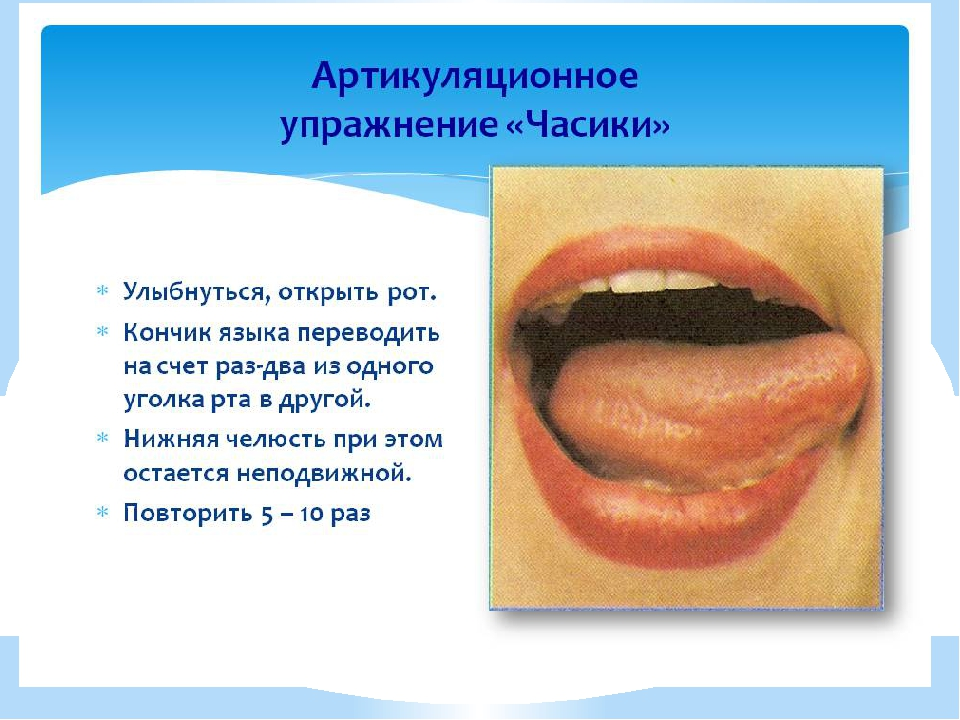 Артикуляционное
упражнение «Часики»
Улыбнуться, открыть рот.
Кончик языка переводить
на счет раз-два из одного
уголка рта в другой.
Нижняя челюсть при этом
остается неподвижной.
Повторить 5 – 10 раз